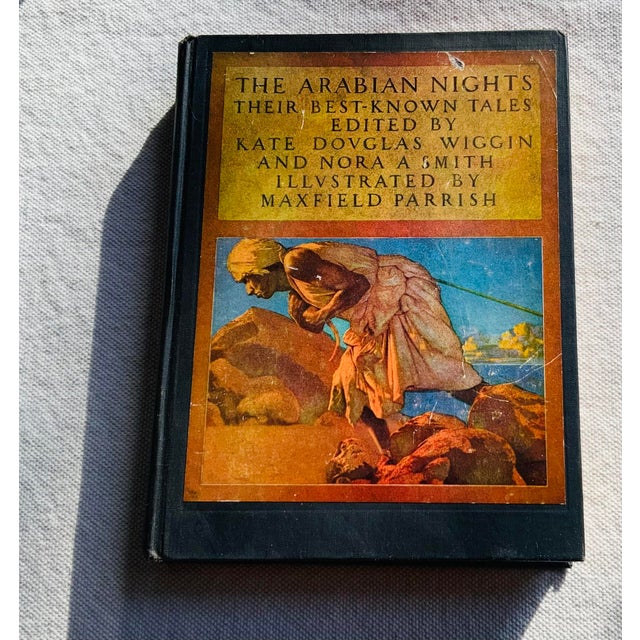 THE ARABIAN NIGHTS
THEIR BEST-KNOWN TALES
EDITED BY
KATE DOVGLAS WIGGIN
AND NORA A SMITH
ILLVSTRATED BY
MAXFIELD PARRISH